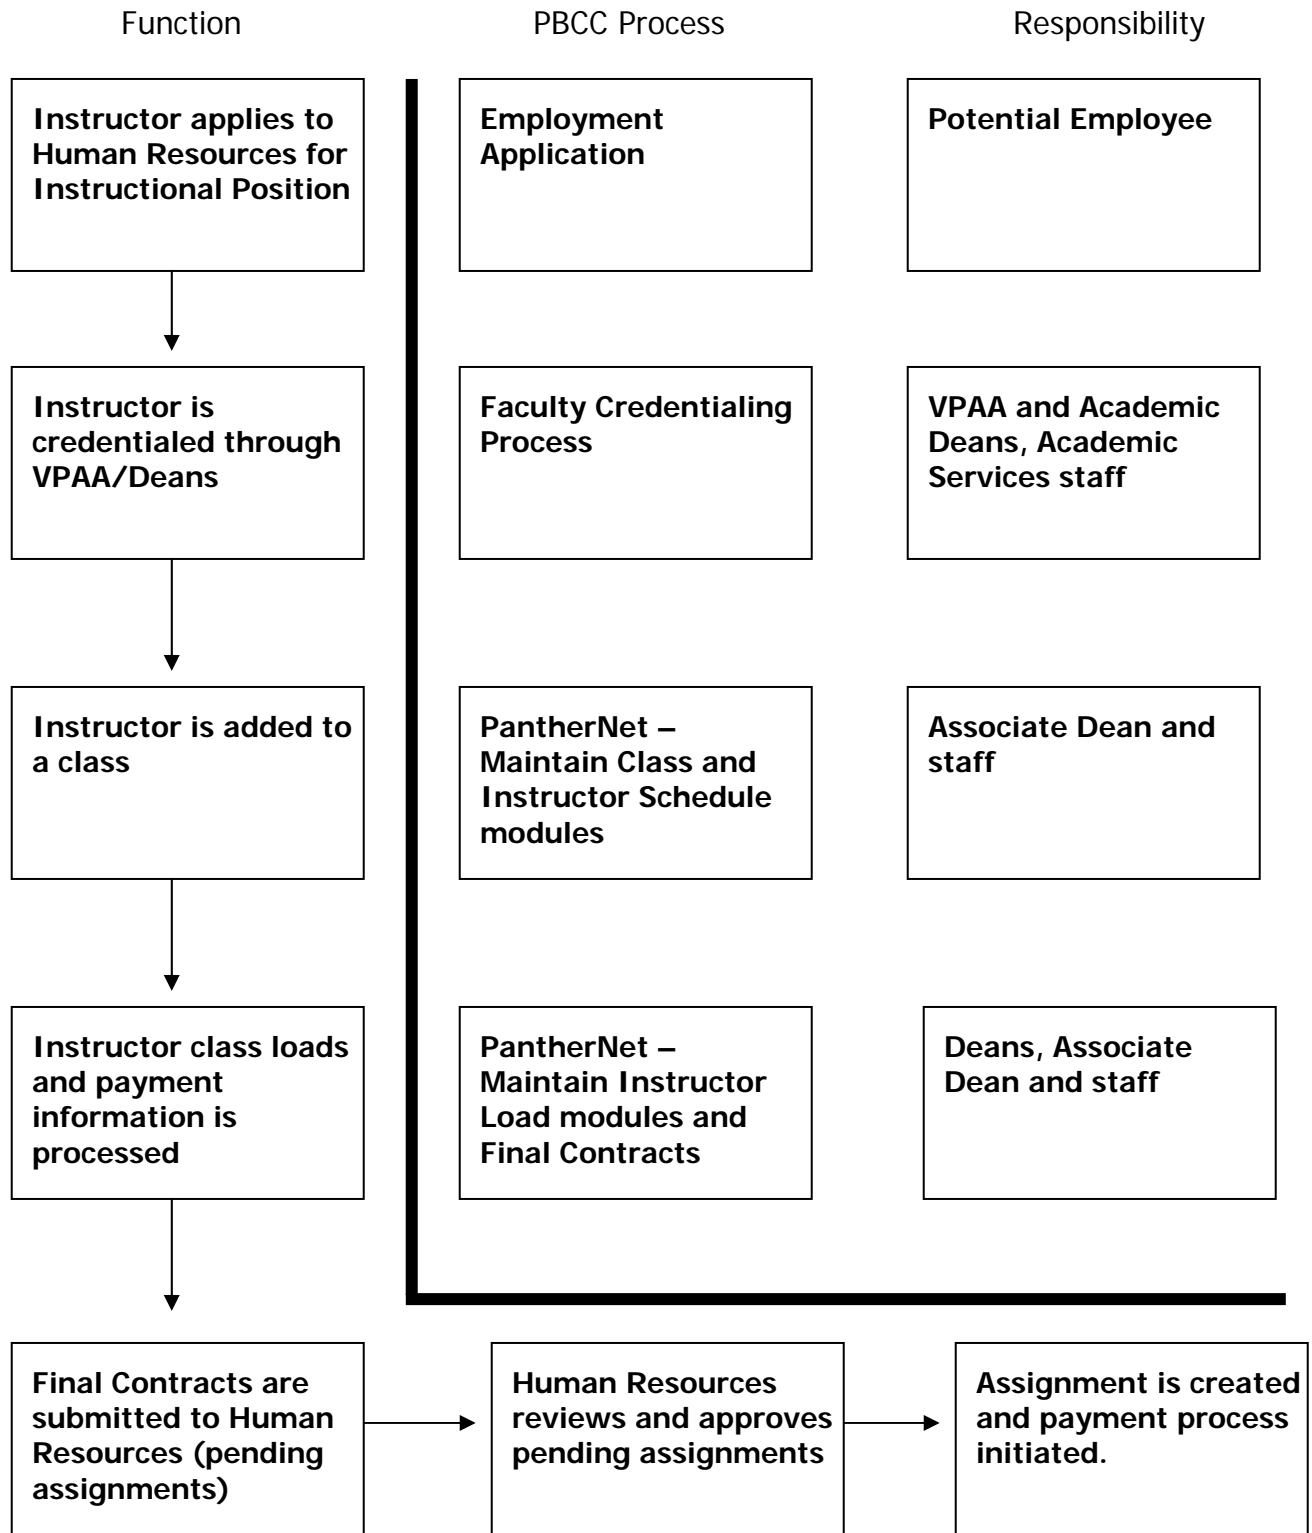 Function
PBCC Process
Responsibility
Instructor applies to
Human Resources for
Instructional Position
Employment
Application
Potential Employee
Instructor is
credentialed through
VPAA/Deans
Faculty Credentialing
Process
VPAA and Academic
Deans, Academic
Services staff
Instructor is added to
a class
PantherNet –
Maintain Class and
Instructor Schedule
modules
Associate Dean and
staff
Instructor class loads
and payment
information is
processed
PantherNet –
Maintain Instructor
Load modules and
Final Contracts
Deans, Associate
Dean and staff
Final Contracts are
submitted to Human
Resources (pending
assignments)
Human Resources
reviews and approves
pending assignments
Assignment is created
and payment process
initiated.